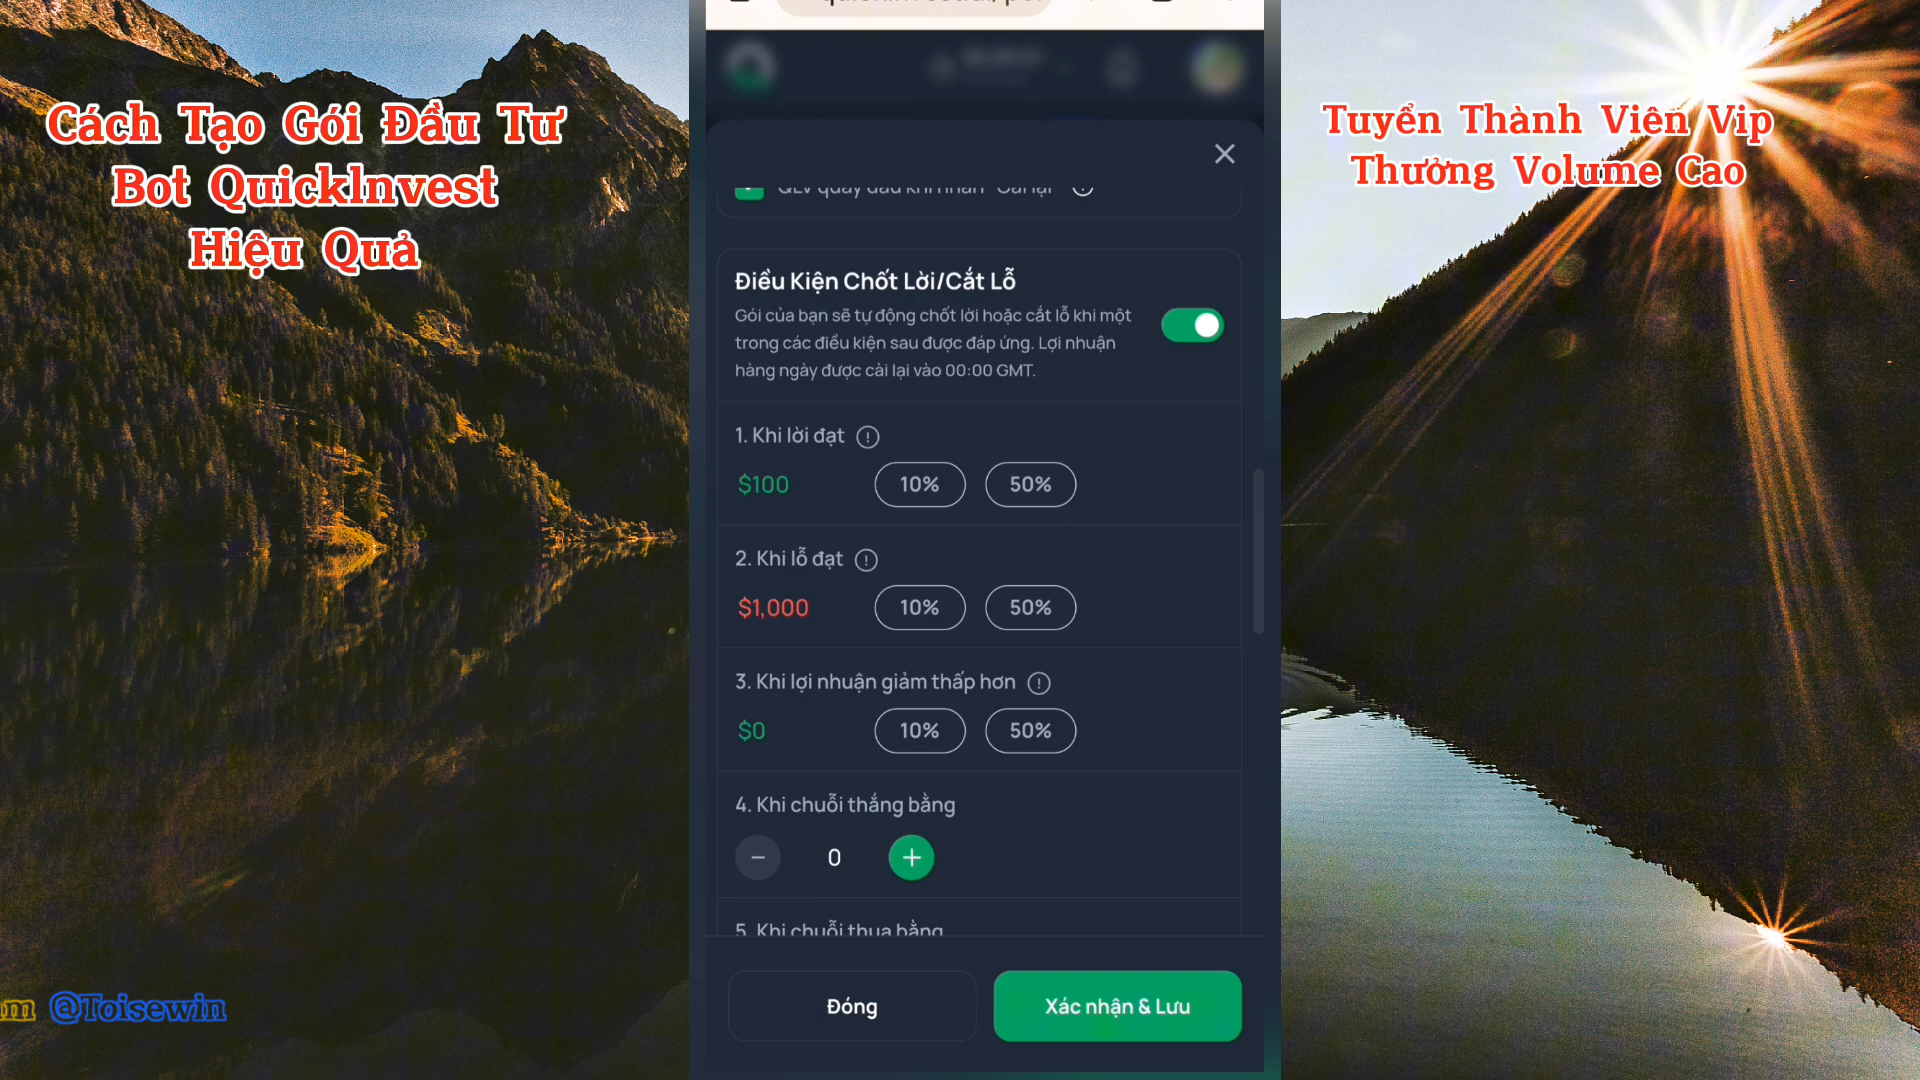 Cách Tạo Gói Đầu Tư
Bot Quicklnvest
Hiệu Quả
Tuyển Thành Viên Vip
Thưởng Volume Cao
Điều Kiện Chốt Lời/Cắt Lỗ
Gói của bạn sẽ tự động chốt lời hoặc cắt lỗ khi một
trong các điều kiện sau được đáp ứng. Lợi nhuận
hàng ngày được cài lại vào 00:00 GMT.
1. Khi lời đạt
$100 10% 50%
2. Khi lỗ đạt
$1,000 10% 50%
3. Khi lợi nhuận giảm thấp hơn
$0 10% 50%
4. Khi chuỗi thắng bằng
− 0 +
5. Khi chuỗi thua bằng
Đóng Xác nhận & Lưu
@Toisewin